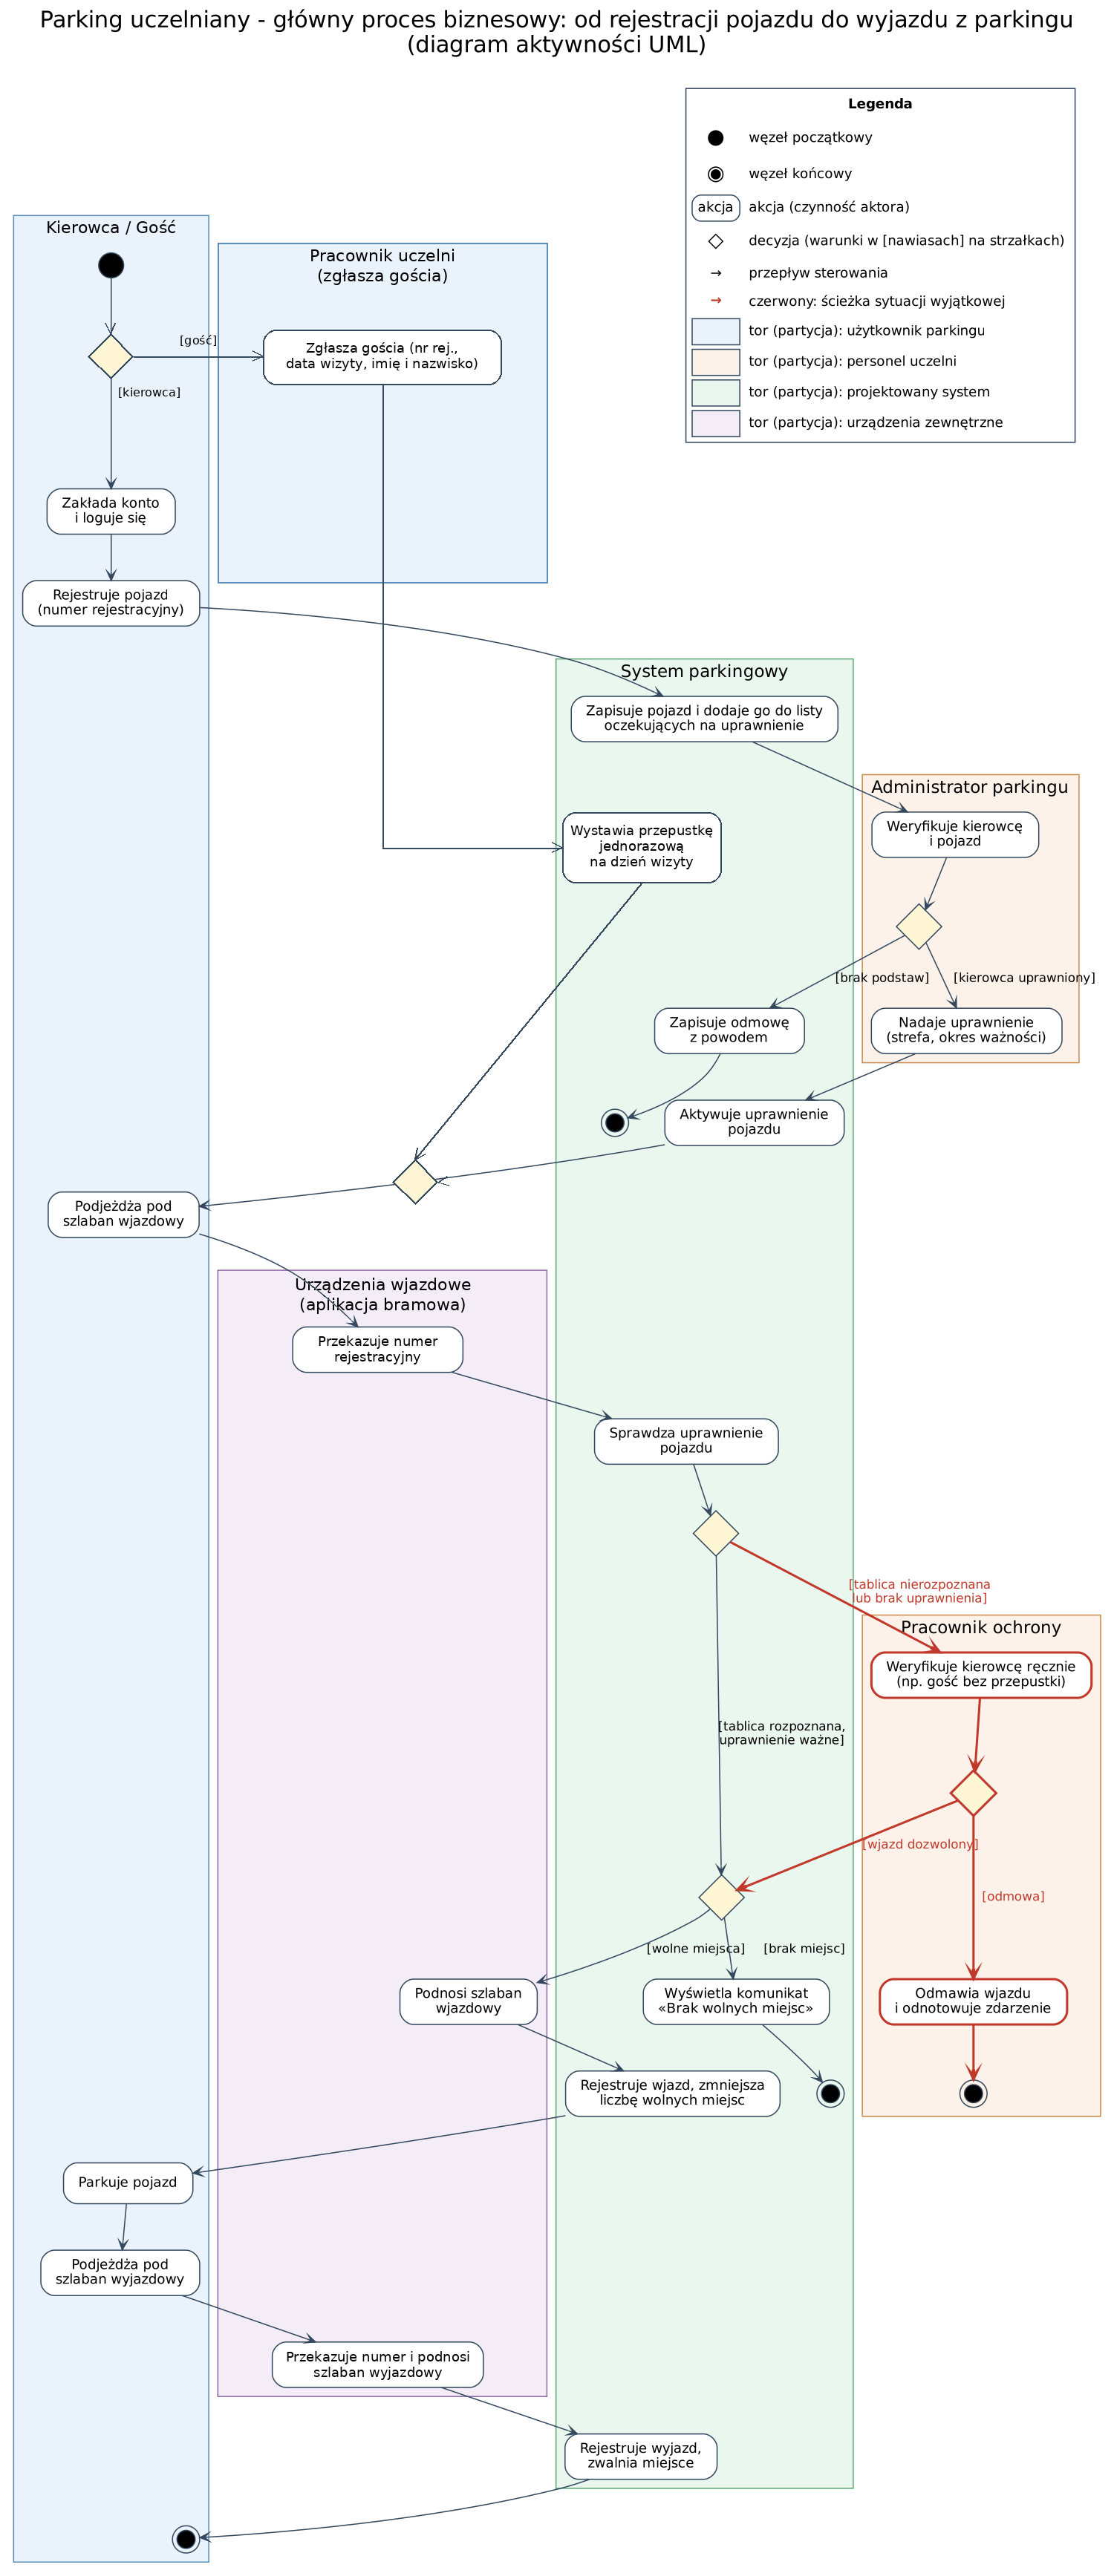 Parking uczelniany - główny proces biznesowy: od rejestracji pojazdu do wyjazdu z parkingu
(diagram aktywności UML)
Legenda
węzeł początkowy
węzeł końcowy
akcja
akcja (czynność aktora)
decyzja (warunki w [nawiasach] na strzałkach)
przepływ sterowania
czerwony: ścieżka sytuacji wyjątkowej
tor (partycja): użytkownik parkingu
tor (partycja): personel uczelni
tor (partycja): projektowany system
tor (partycja): urządzenia zewnętrzne
Kierowca / Gość
Pracownik uczelni
(zgłasza gościa)
[gość]
Zgłasza gościa (nr rej.,
data wizyty, imię i nazwisko)
[kierowca]
Zakłada konto
i loguje się
Rejestruje pojazd
(numer rejestracyjny)
System parkingowy
Zapisuje pojazd i dodaje go do listy
oczekujących na uprawnienie
Administrator parkingu
Weryfikuje kierowcę
i pojazd
Wystawia przepustkę
jednorazową
na dzień wizyty
[brak podstaw]
[kierowca uprawniony]
Zapisuje odmowę
z powodem
Nadaje uprawnienie
(strefa, okres ważności)
Aktywuje uprawnienie
pojazdu
Podjeżdża pod
szlaban wjazdowy
Urządzenia wjazdowe
(aplikacja bramowa)
Przekazuje numer
rejestracyjny
Sprawdza uprawnienie
pojazdu
[tablica nierozpoznana
lub brak uprawnienia]
Pracownik ochrony
Weryfikuje kierowcę ręcznie
(np. gość bez przepustki)
[tablica rozpoznana,
uprawnienie ważne]
[wjazd dozwolony]
[odmowa]
[wolne miejsca]
[brak miejsc]
Podnosi szlaban
wjazdowy
Wyświetla komunikat
«Brak wolnych miejsc»
Odmawia wjazdu
i odnotowuje zdarzenie
Rejestruje wjazd, zmniejsza
liczbę wolnych miejsc
Parkuje pojazd
Podjeżdża pod
szlaban wyjazdowy
Przekazuje numer i podnosi
szlaban wyjazdowy
Rejestruje wyjazd,
zwalnia miejsce